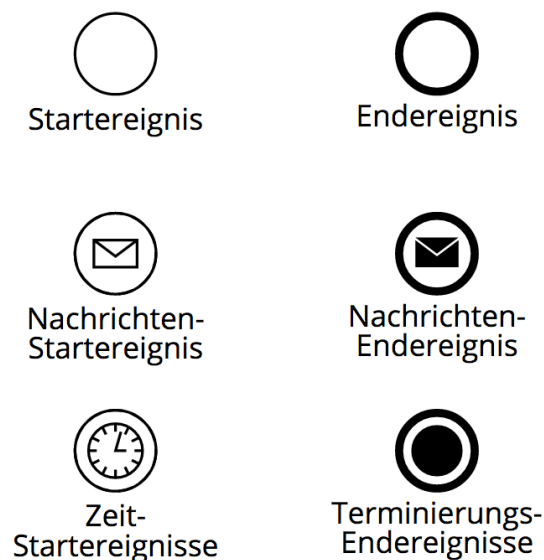 Startereignis
Endereignis
Nachrichten-
Startereignis
Nachrichten-
Endereignis
Zeit-
Startereignisse
Terminierungs-
Endereignisse